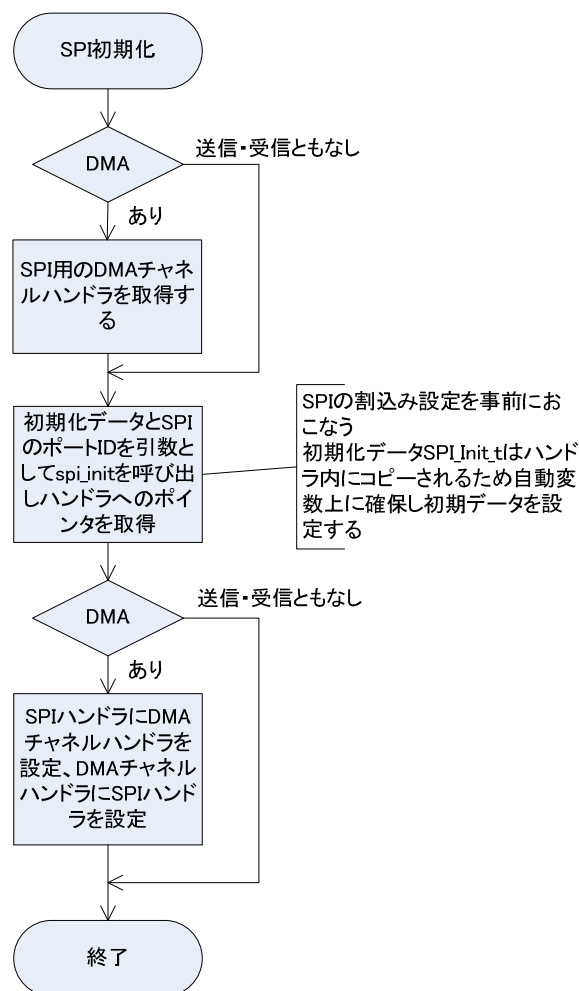 SPI初期化
送信・受信ともなし
DMA
あり
SPI用のDMAチャネ
ルハンドラを取得す
る
初期化データとSPI
のポートIDを引数と
してspi_initを呼び出
しハンドラへのポイ
ンタを取得
SPIの割込み設定を事前にお
こなう
初期化データSPI_Init_tはハンド
ラ内にコピーされるため自動変
数上に確保し初期データを設
定する
送信・受信ともなし
DMA
あり
SPIハンドラにDMA
チャネルハンドラを
設定、DMAチャネル
ハンドラにSPIハンド
ラを設定
終了